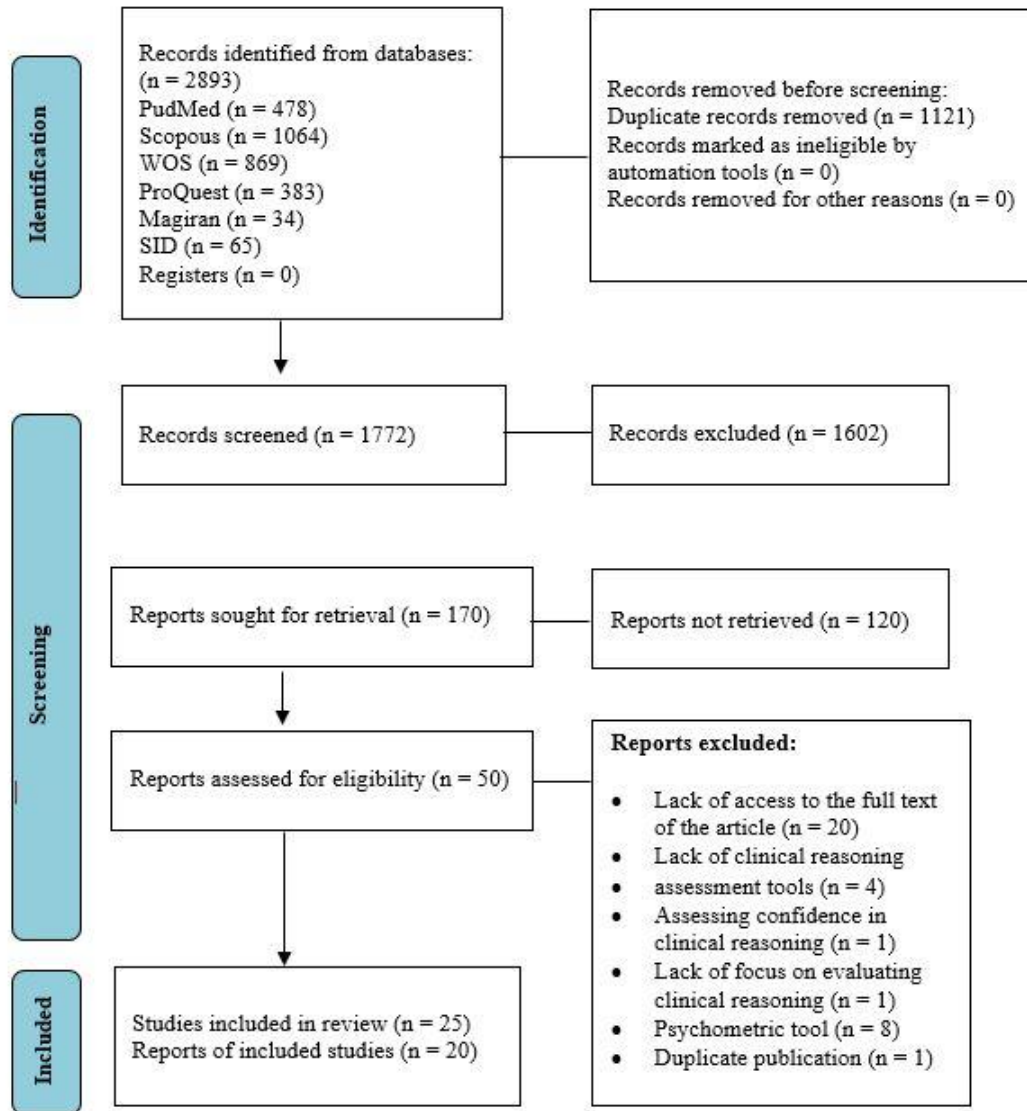 Identification
Records identified from databases:
(n = 2893)
PudMed (n = 478)
Scopous (n = 1064)
WOS (n = 869)
ProQuest (n = 383)
Magiran (n = 34)
SID (n = 65)
Registers (n = 0)
Records removed before screening:
Duplicate records removed (n = 1121)
Records marked as ineligible by
automation tools (n = 0)
Records removed for other reasons (n = 0)
Screening
Records screened (n = 1772)
Records excluded (n = 1602)
Reports sought for retrieval (n = 170)
Reports not retrieved (n = 120)
Reports assessed for eligibility (n = 50)
Reports excluded:
• Lack of access to the full text
of the article (n = 20)
• Lack of clinical reasoning
• assessment tools (n = 4)
• Assessing confidence in
clinical reasoning (n = 1)
• Lack of focus on evaluating
clinical reasoning (n = 1)
• Psychometric tool (n = 8)
• Duplicate publication (n = 1)
Included
Studies included in review (n = 25)
Reports of included studies (n = 20)